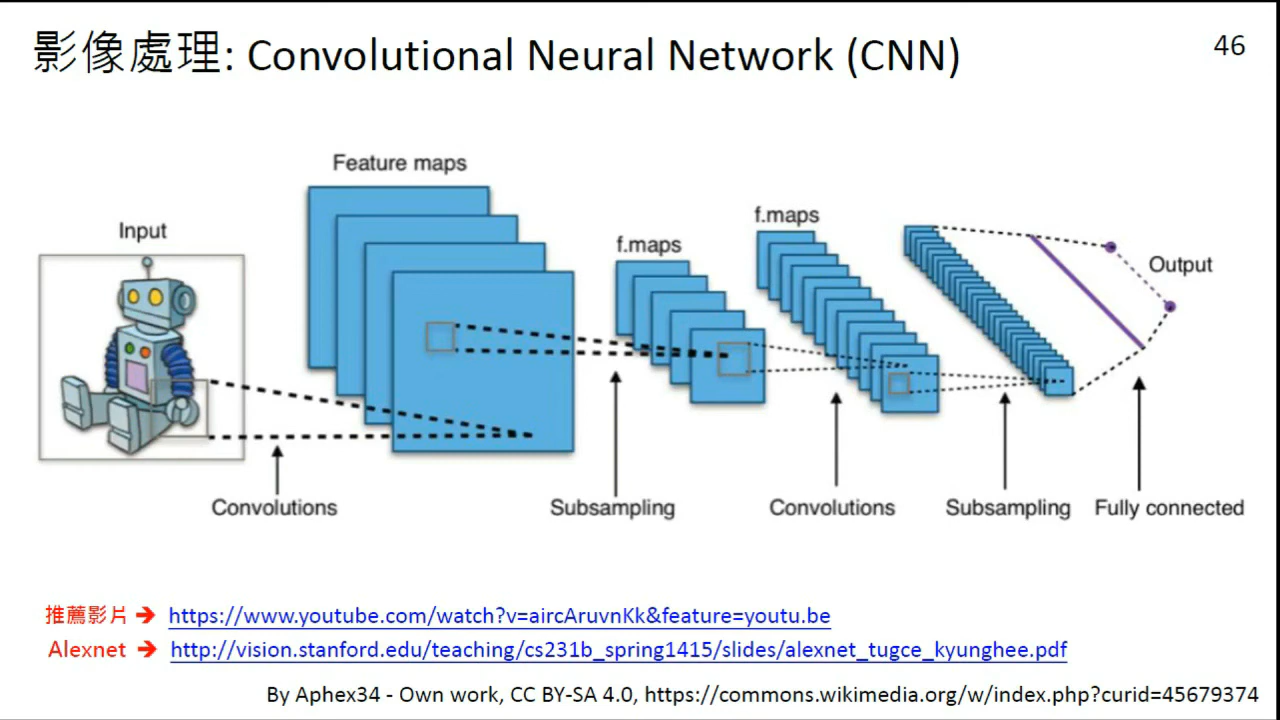 影像處理: Convolutional Neural Network (CNN)
46
Feature maps
f.maps
f.maps
Input
Output
Convolutions
Subsampling
Convolutions
Subsampling
Fully connected
推薦影片 → https://www.youtube.com/watch?v=aircAruvnKk&feature=youtu.be
Alexnet → http://vision.stanford.edu/teaching/cs231b_spring1415/slides/alexnet_tugce_kyunghee.pdf
By Aphex34 - Own work, CC BY-SA 4.0, https://commons.wikimedia.org/w/index.php?curid=45679374